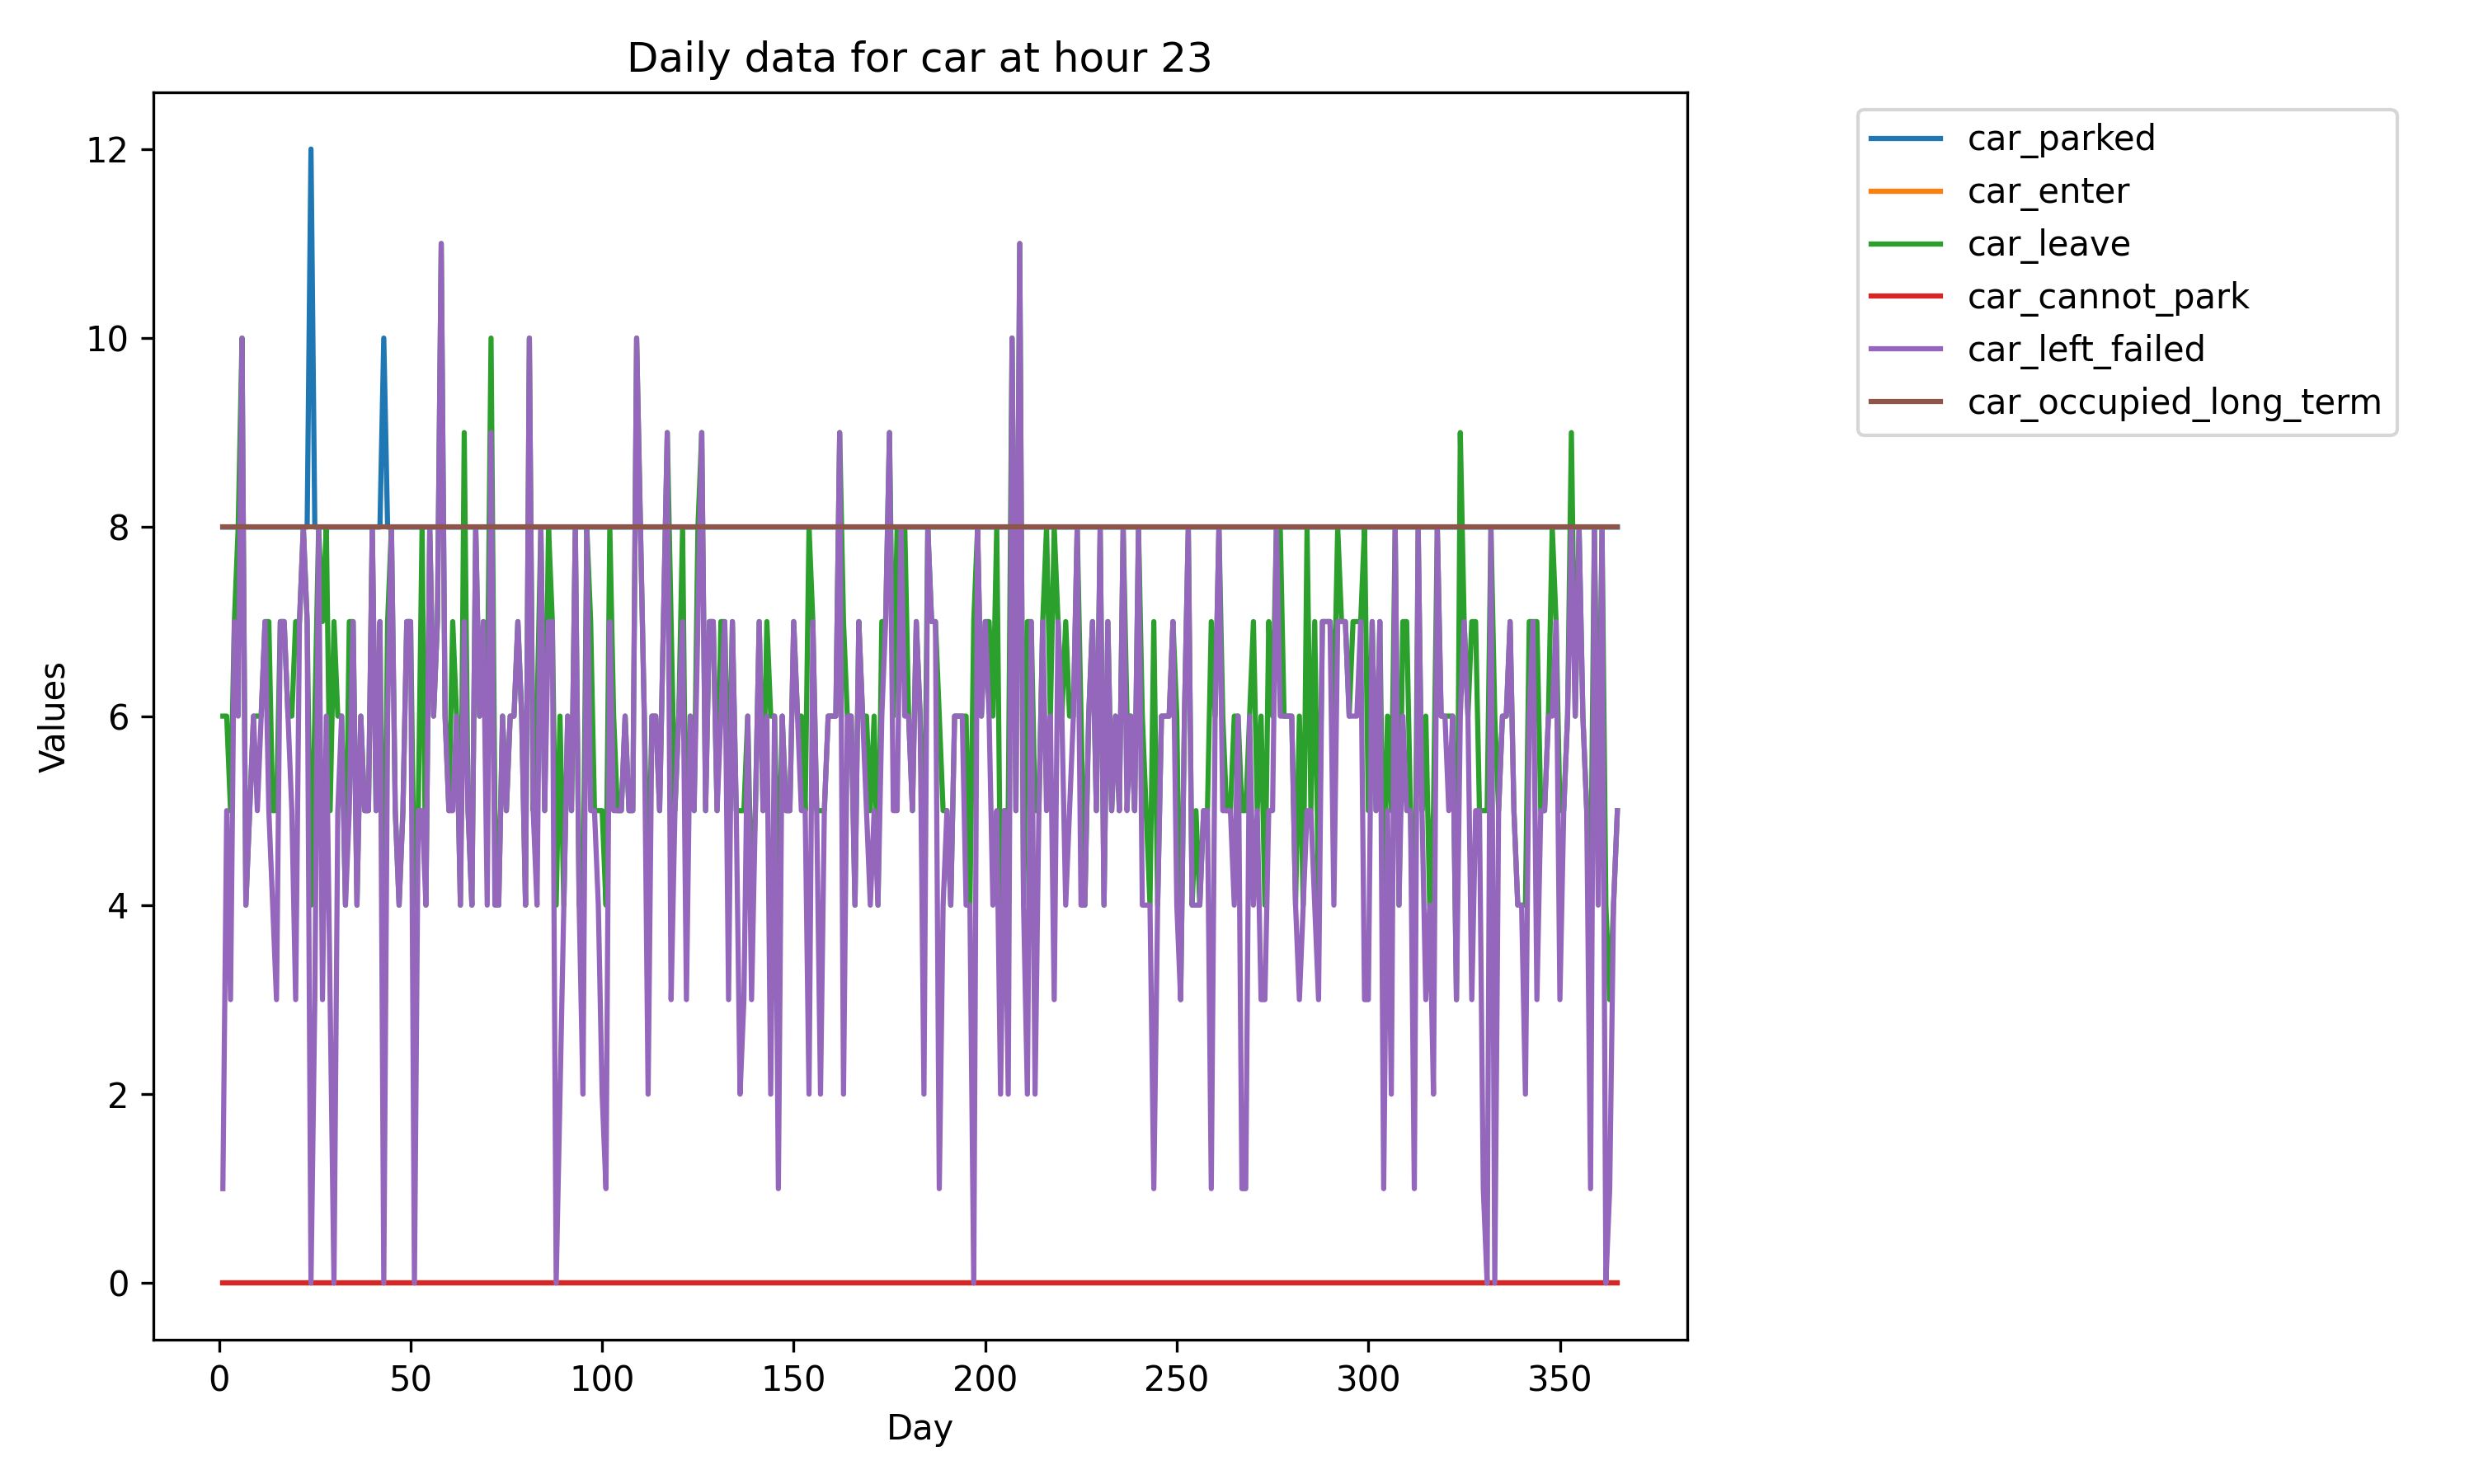 Daily data for car at hour 23
12
10
8
6
4
2
0
Values
0 50 100 150 200 250 300 350
Day
car_parked
car_enter
car_leave
car_cannot_park
car_left_failed
car_occupied_long_term